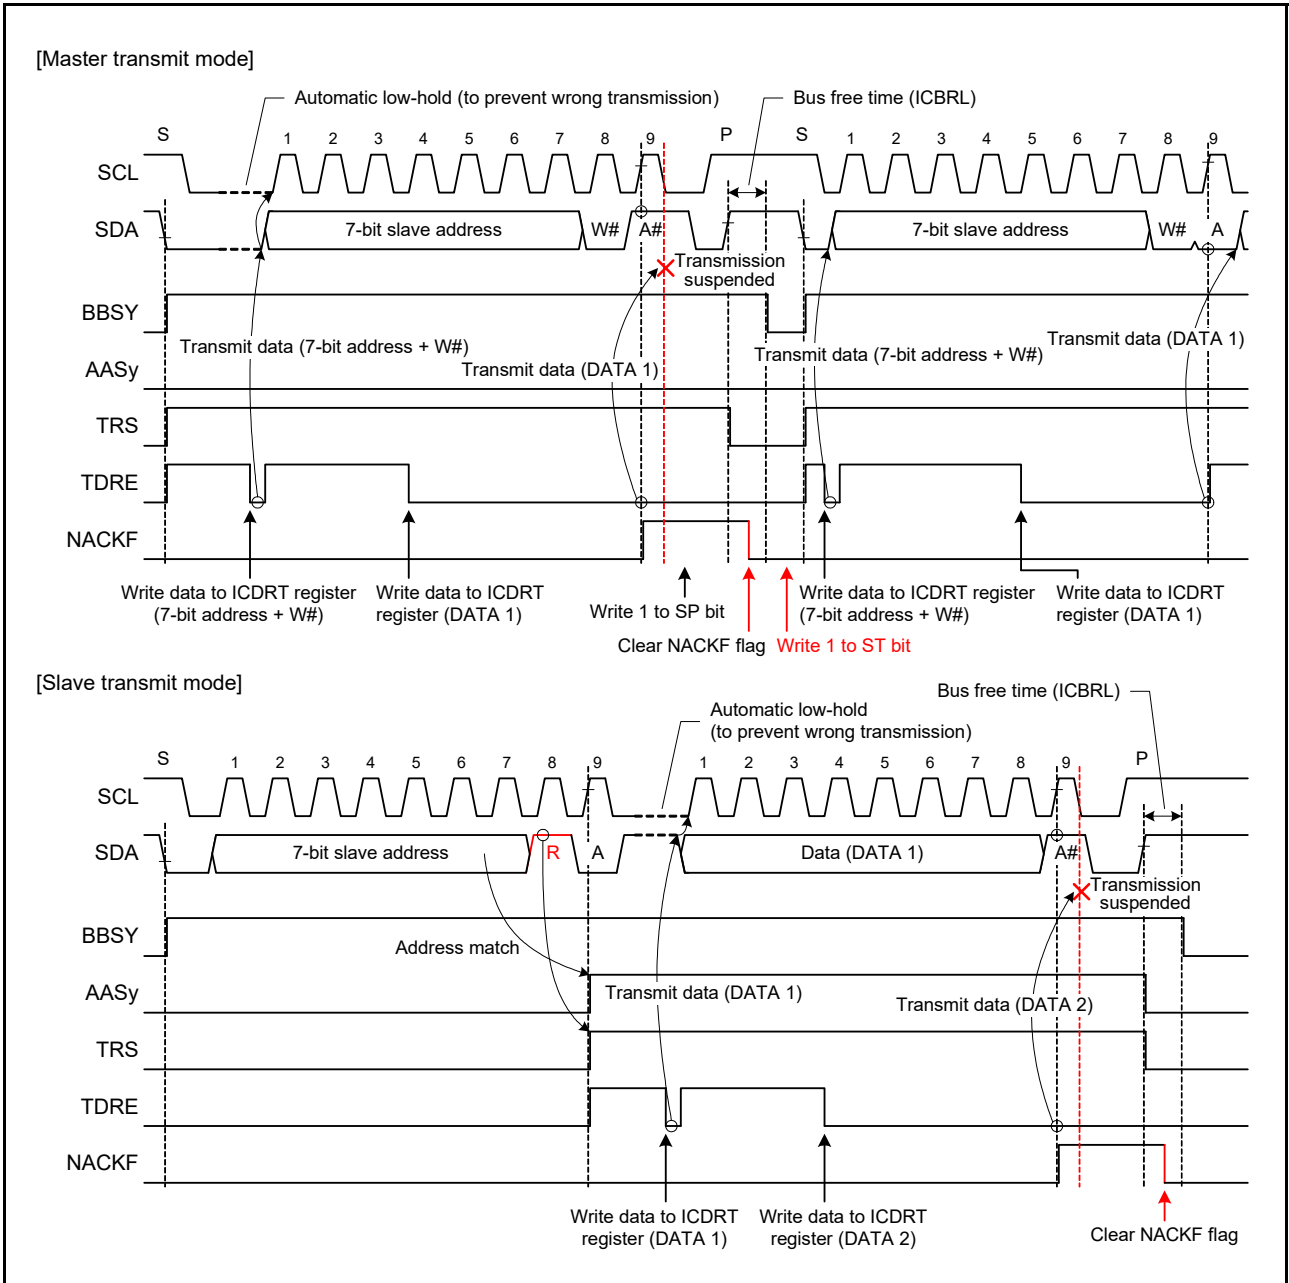 [Master transmit mode]
Automatic low-hold (to prevent wrong transmission)
Bus free time (ICBRL)
S
1 2 3 4 5 6 7 8 9
P
S
1 2 3 4 5 6 7 8 9
SCL
SDA
7-bit slave address
W#
A#
7-bit slave address
W#
A
Transmission
suspended
BBSY
Transmit data (7-bit address + W#)
Transmit data (DATA 1)
Transmit data (7-bit address + W#)
Transmit data (DATA 1)
AASy
TRS
TDRE
NACKF
Write data to ICDRT register
(7-bit address + W#)
Write data to ICDRT
register (DATA 1)
Write 1 to SP bit
Clear NACKF flag
Write 1 to ST bit
Write data to ICDRT register
(7-bit address + W#)
Write data to ICDRT
register (DATA 1)
[Slave transmit mode]
Bus free time (ICBRL)
Automatic low-hold
(to prevent wrong transmission)
S
1 2 3 4 5 6 7 8 9
1 2 3 4 5 6 7 8 9
P
SCL
SDA
7-bit slave address
R
A
Data (DATA 1)
A#
Transmission
suspended
BBSY
Address match
AASy
Transmit data (DATA 1)
Transmit data (DATA 2)
TRS
TDRE
NACKF
Write data to ICDRT
register (DATA 1)
Write data to ICDRT
register (DATA 2)
Clear NACKF flag